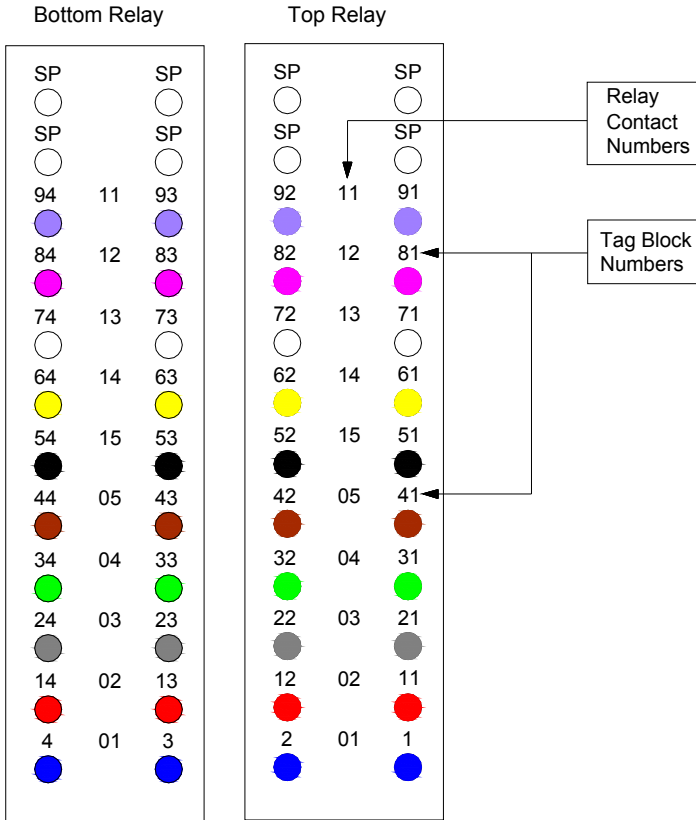 Bottom Relay Top Relay
SP SP SP SP
SP SP SP SP
94 11 93 92 11 91
84 12 83 82 12 81
74 13 73 72 13 71
64 14 63 62 14 61
54 15 53 52 15 51
44 05 43 42 05 41
34 04 33 32 04 31
24 03 23 22 03 21
14 02 13 12 02 11
4 01 3 2 01 1
Relay
Contact
Numbers
Tag Block
Numbers